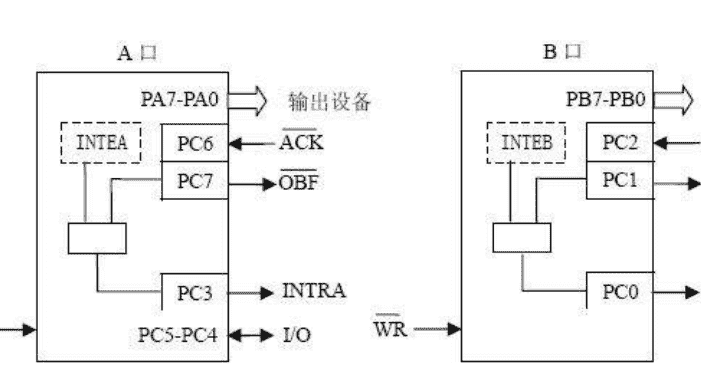 A 口
B 口
PA7-PA0
输出设备
PB7-PB0
INTEA
PC6
ACK
INTEB
PC2
PC7
OBF
PC1
PC3
INTRA
PC0
PC5-PC4
I/O
WR